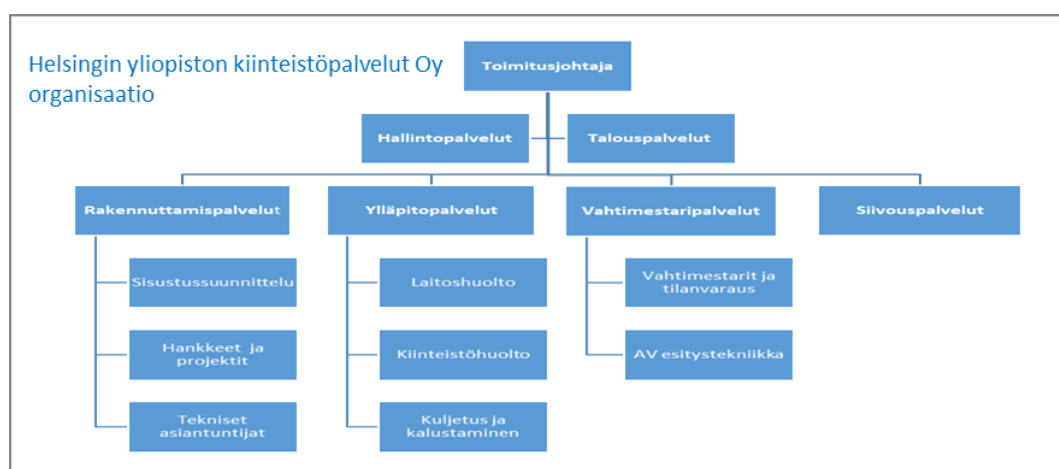 Helsingin yliopiston kiinteistöpalvelut Oy
organisaatio
Toimitusjohtaja
Hallintopalvelut
Talouspalvelut
Rakennuttamispalvelut
Ylläpitopalvelut
Vahtimestaripalvelut
Siivouspalvelut
Sisustussuunnittelu
Laitoshuolto
Vahtimestarit ja
tilanvaraus
Hankkeet ja
projektit
Kiinteistöhuolto
AV esitystekniikka
Tekniset
asiantuntijat
Kuljetus ja
kalustaminen